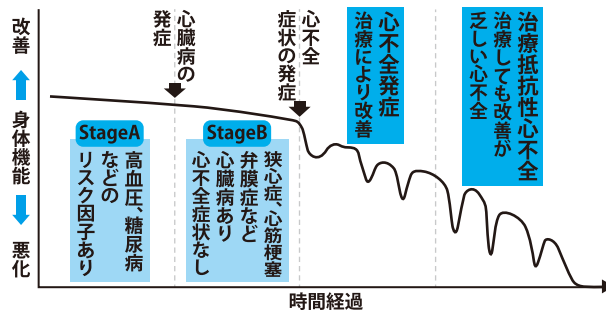 改善
身体機能
悪化
心臓病の
発症
心不全
症状の発症
心不全発症
治療により改善
治療抵抗性心不全
治療しても改善が
乏しい心不全
StageA
高血圧、糖尿病
などの
リスク因子あり
StageB
狭心症、心筋梗塞
弁膜症など
心臓病あり
心不全症状なし
時間経過